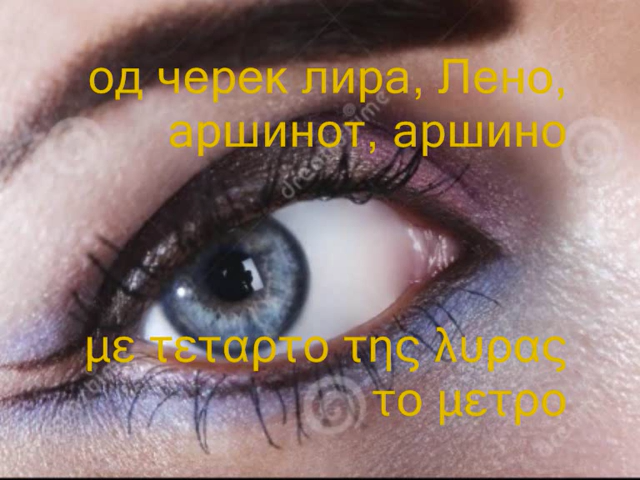 од черек лира, Лено,
аршинот, аршино
με τεταρτο της λυρας
το μετρο